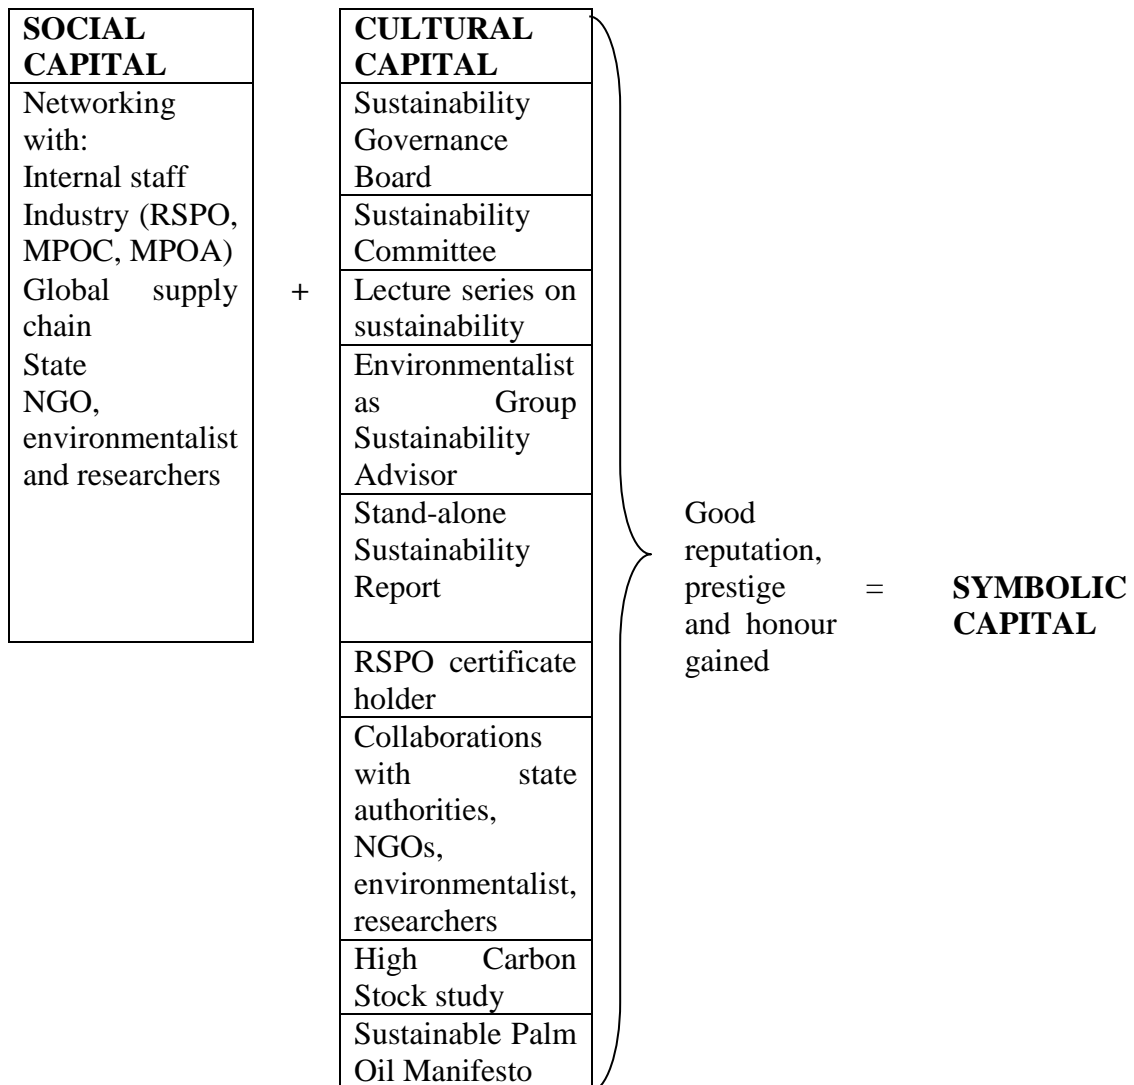 SOCIAL
CAPITAL
Networking
with:
Internal staff
Industry (RSPO,
MPOC, MPOA)
Global supply
chain
State
NGO,
environmentalist
and researchers
+
CULTURAL
CAPITAL
Sustainability
Governance
Board
Sustainability
Committee
Lecture series on
sustainability
Environmentalist
as Group
Sustainability
Advisor
Stand-alone
Sustainability
Report
RSPO certificate
holder
Collaborations
with state
authorities,
NGOs,
environmentalist,
researchers
High Carbon
Stock study
Sustainable Palm
Oil Manifesto
Good
reputation,
prestige
and honour
gained
=
SYMBOLIC
CAPITAL